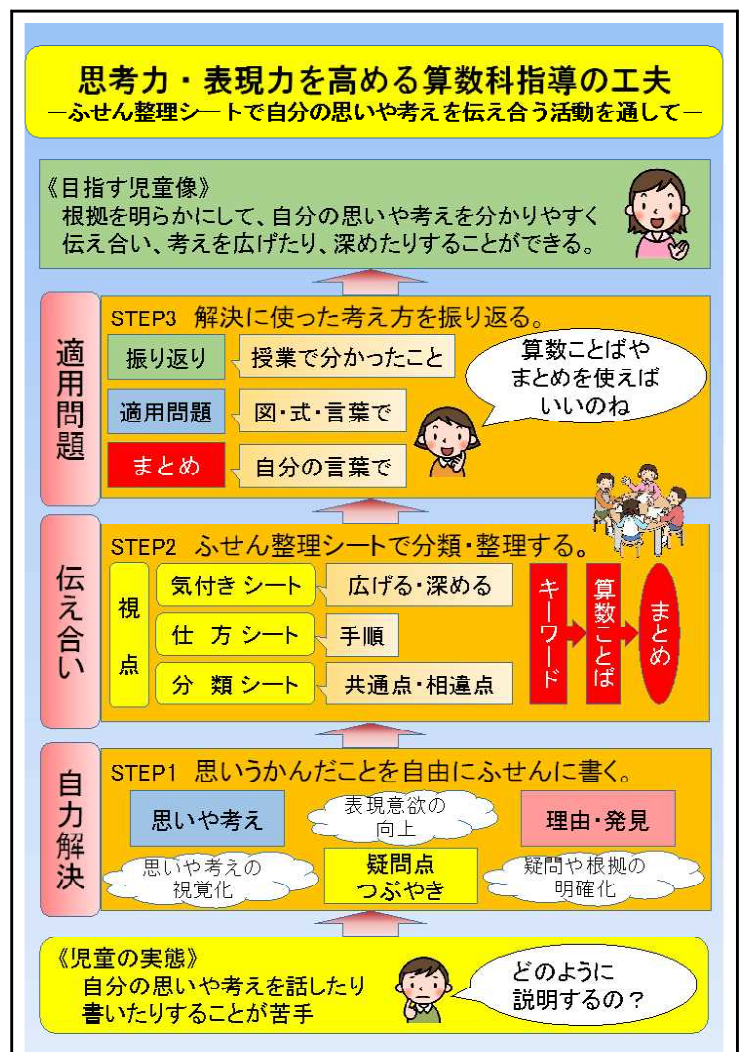 思考力・表現力を高める算数科指導の工夫
―ふせん整理シートで自分の思いや考えを伝え合う活動を通して―
《目指す児童像》
根拠を明らかにして、自分の思いや考えを分かりやすく
伝え合い、考えを広げたり、深めたりすることができる。
適用問題
STEP3 解決に使った考え方を振り返る。
振り返り
授業で分かったこと
適用問題
図・式・言葉で
まとめ
自分の言葉で
算数ことばや
まとめを使えば
いいのね
伝え合い
STEP2 ふせん整理シートで分類・整理する。
視点
気付き シート
広げる・深める
仕 方 シート
手順
分 類 シート
共通点・相違点
キーワード
算数ことば
まとめ
自力解決
STEP1 思いうかんだことを自由にふせんに書く。
思いや考え
表現意欲の
向上
理由・発見
思いや考えの
視覚化
疑問点
つぶやき
疑問や根拠の
明確化
《児童の実態》
自分の思いや考えを話したり
書いたりすることが苦手
どのように
説明するの？